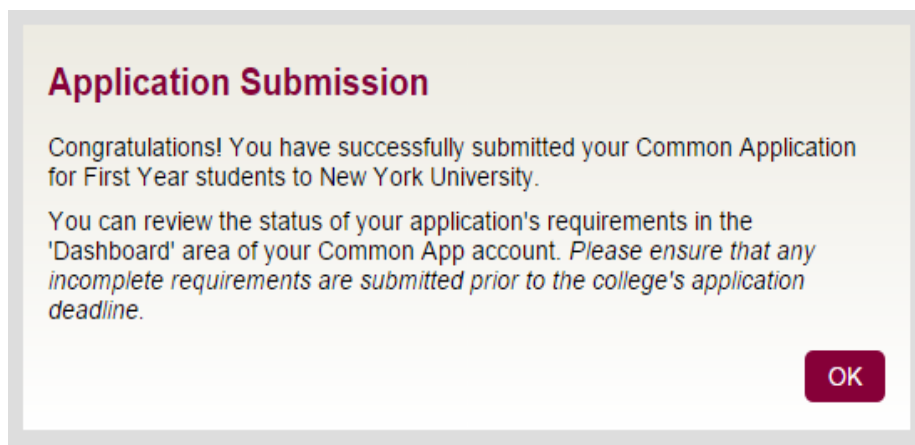 Application Submission
Congratulations! You have successfully submitted your Common Application
for First Year students to New York University.
You can review the status of your application's requirements in the
'Dashboard' area of your Common App account. Please ensure that any
incomplete requirements are submitted prior to the college's application
deadline.
OK